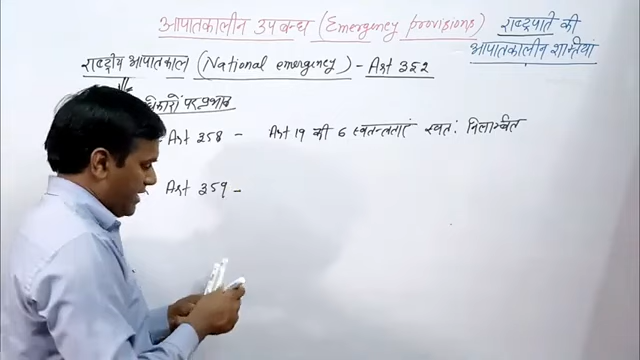 आपातकालीन उपबन्ध (Emergency provisions)
राष्ट्रपति की
आपातकालीन शक्तियां
राष्ट्रीय आपातकाल (National emergency) - Art 352
पर प्रभाव
Art 358 - Art 19 की 6 स्वतन्त्रताएं स्वतः निलम्बित
Art 359 -